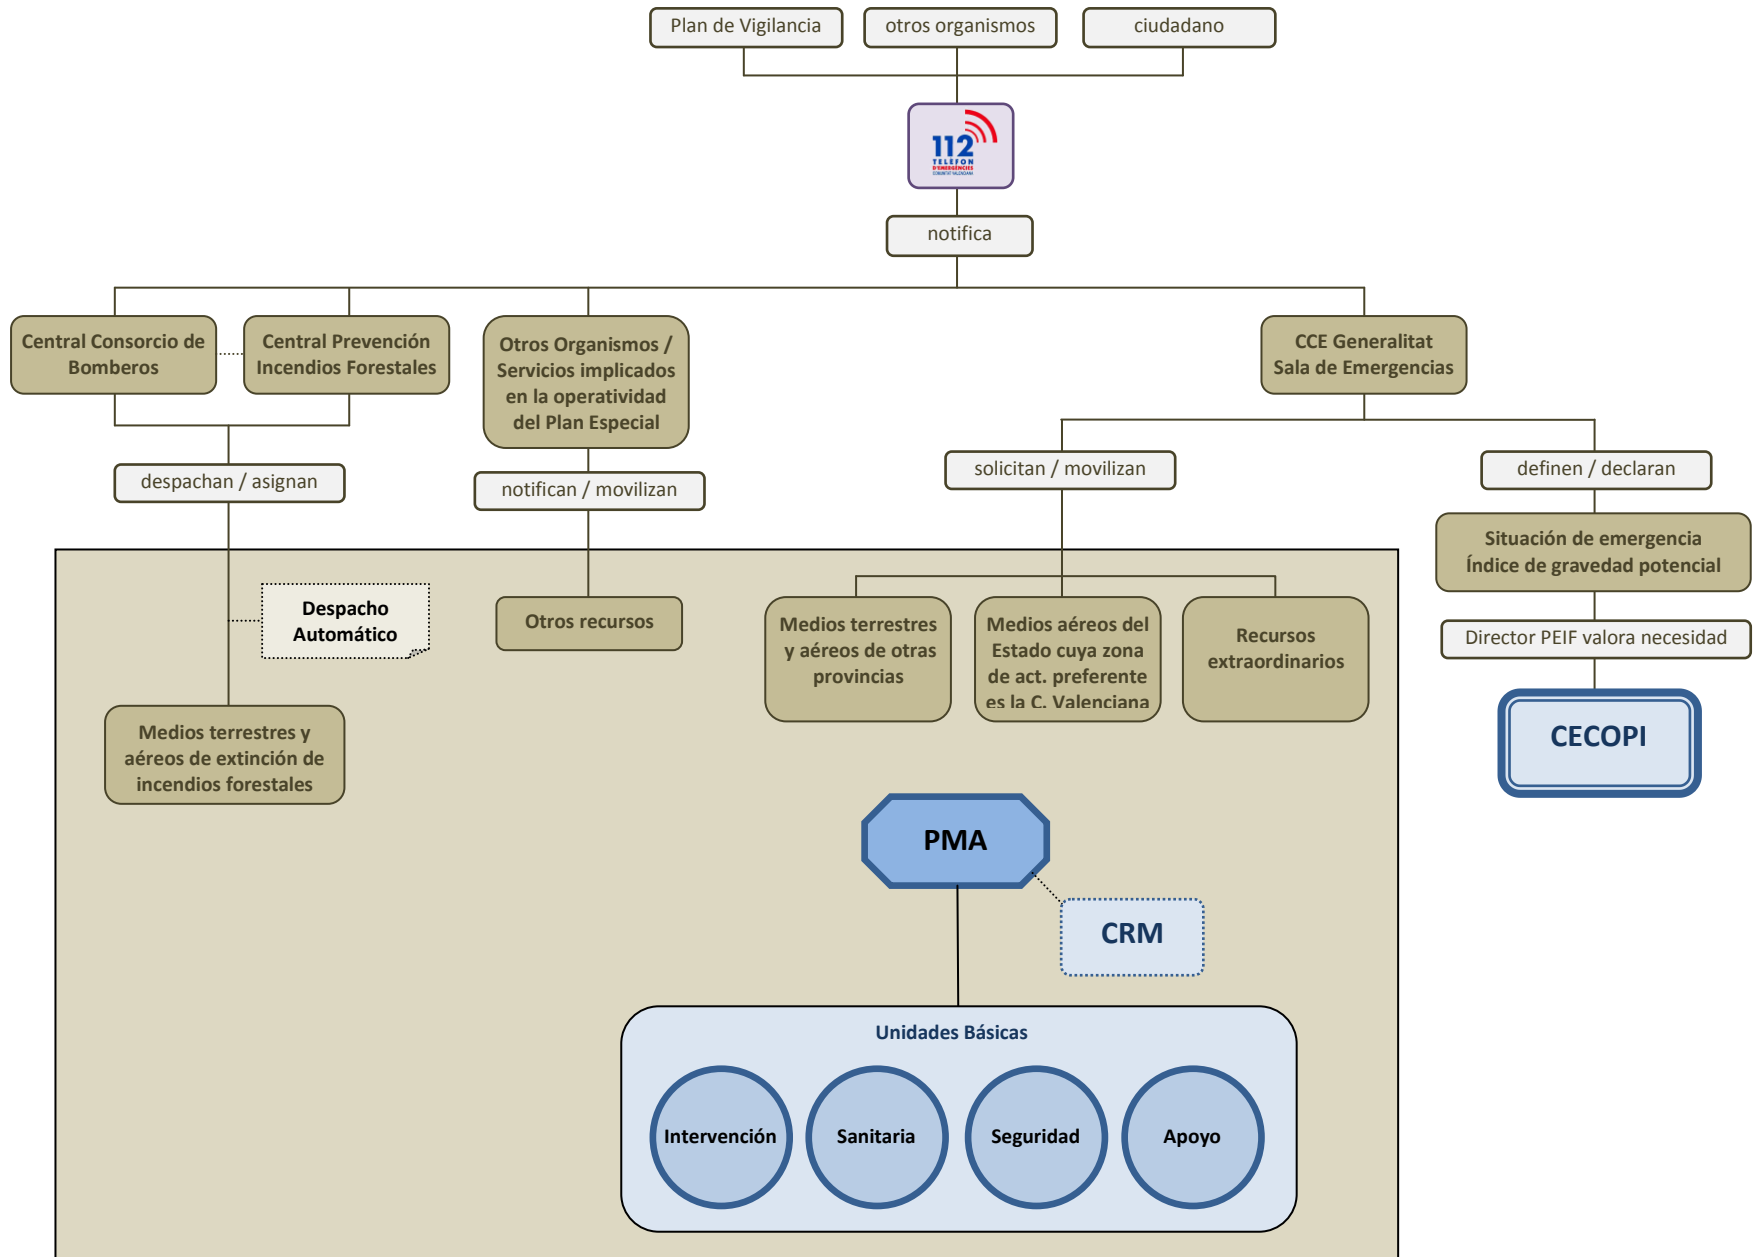 Plan de Vigilancia
otros organismos
ciudadano
112
TELÈFON
D'EMERGÈNCIES
COMUNITAT VALENCIANA
notifica
Central Consorcio de
Bomberos
Central Prevención
Incendios Forestales
Otros Organismos /
Servicios implicados
en la operatividad
del Plan Especial
CCE Generalitat
Sala de Emergencias
despachan / asignan
notifican / movilizan
solicitan / movilizan
definen / declaran
Situación de emergencia
Índice de gravedad potencial
Despacho
Automático
Otros recursos
Medios terrestres
y aéreos de otras
provincias
Medios aéreos del
Estado cuya zona
de act. preferente
es la C. Valenciana
Recursos
extraordinarios
Director PEIF valora necesidad
CECOPI
Medios terrestres y
aéreos de extinción de
incendios forestales
PMA
CRM
Unidades Básicas
Intervención
Sanitaria
Seguridad
Apoyo